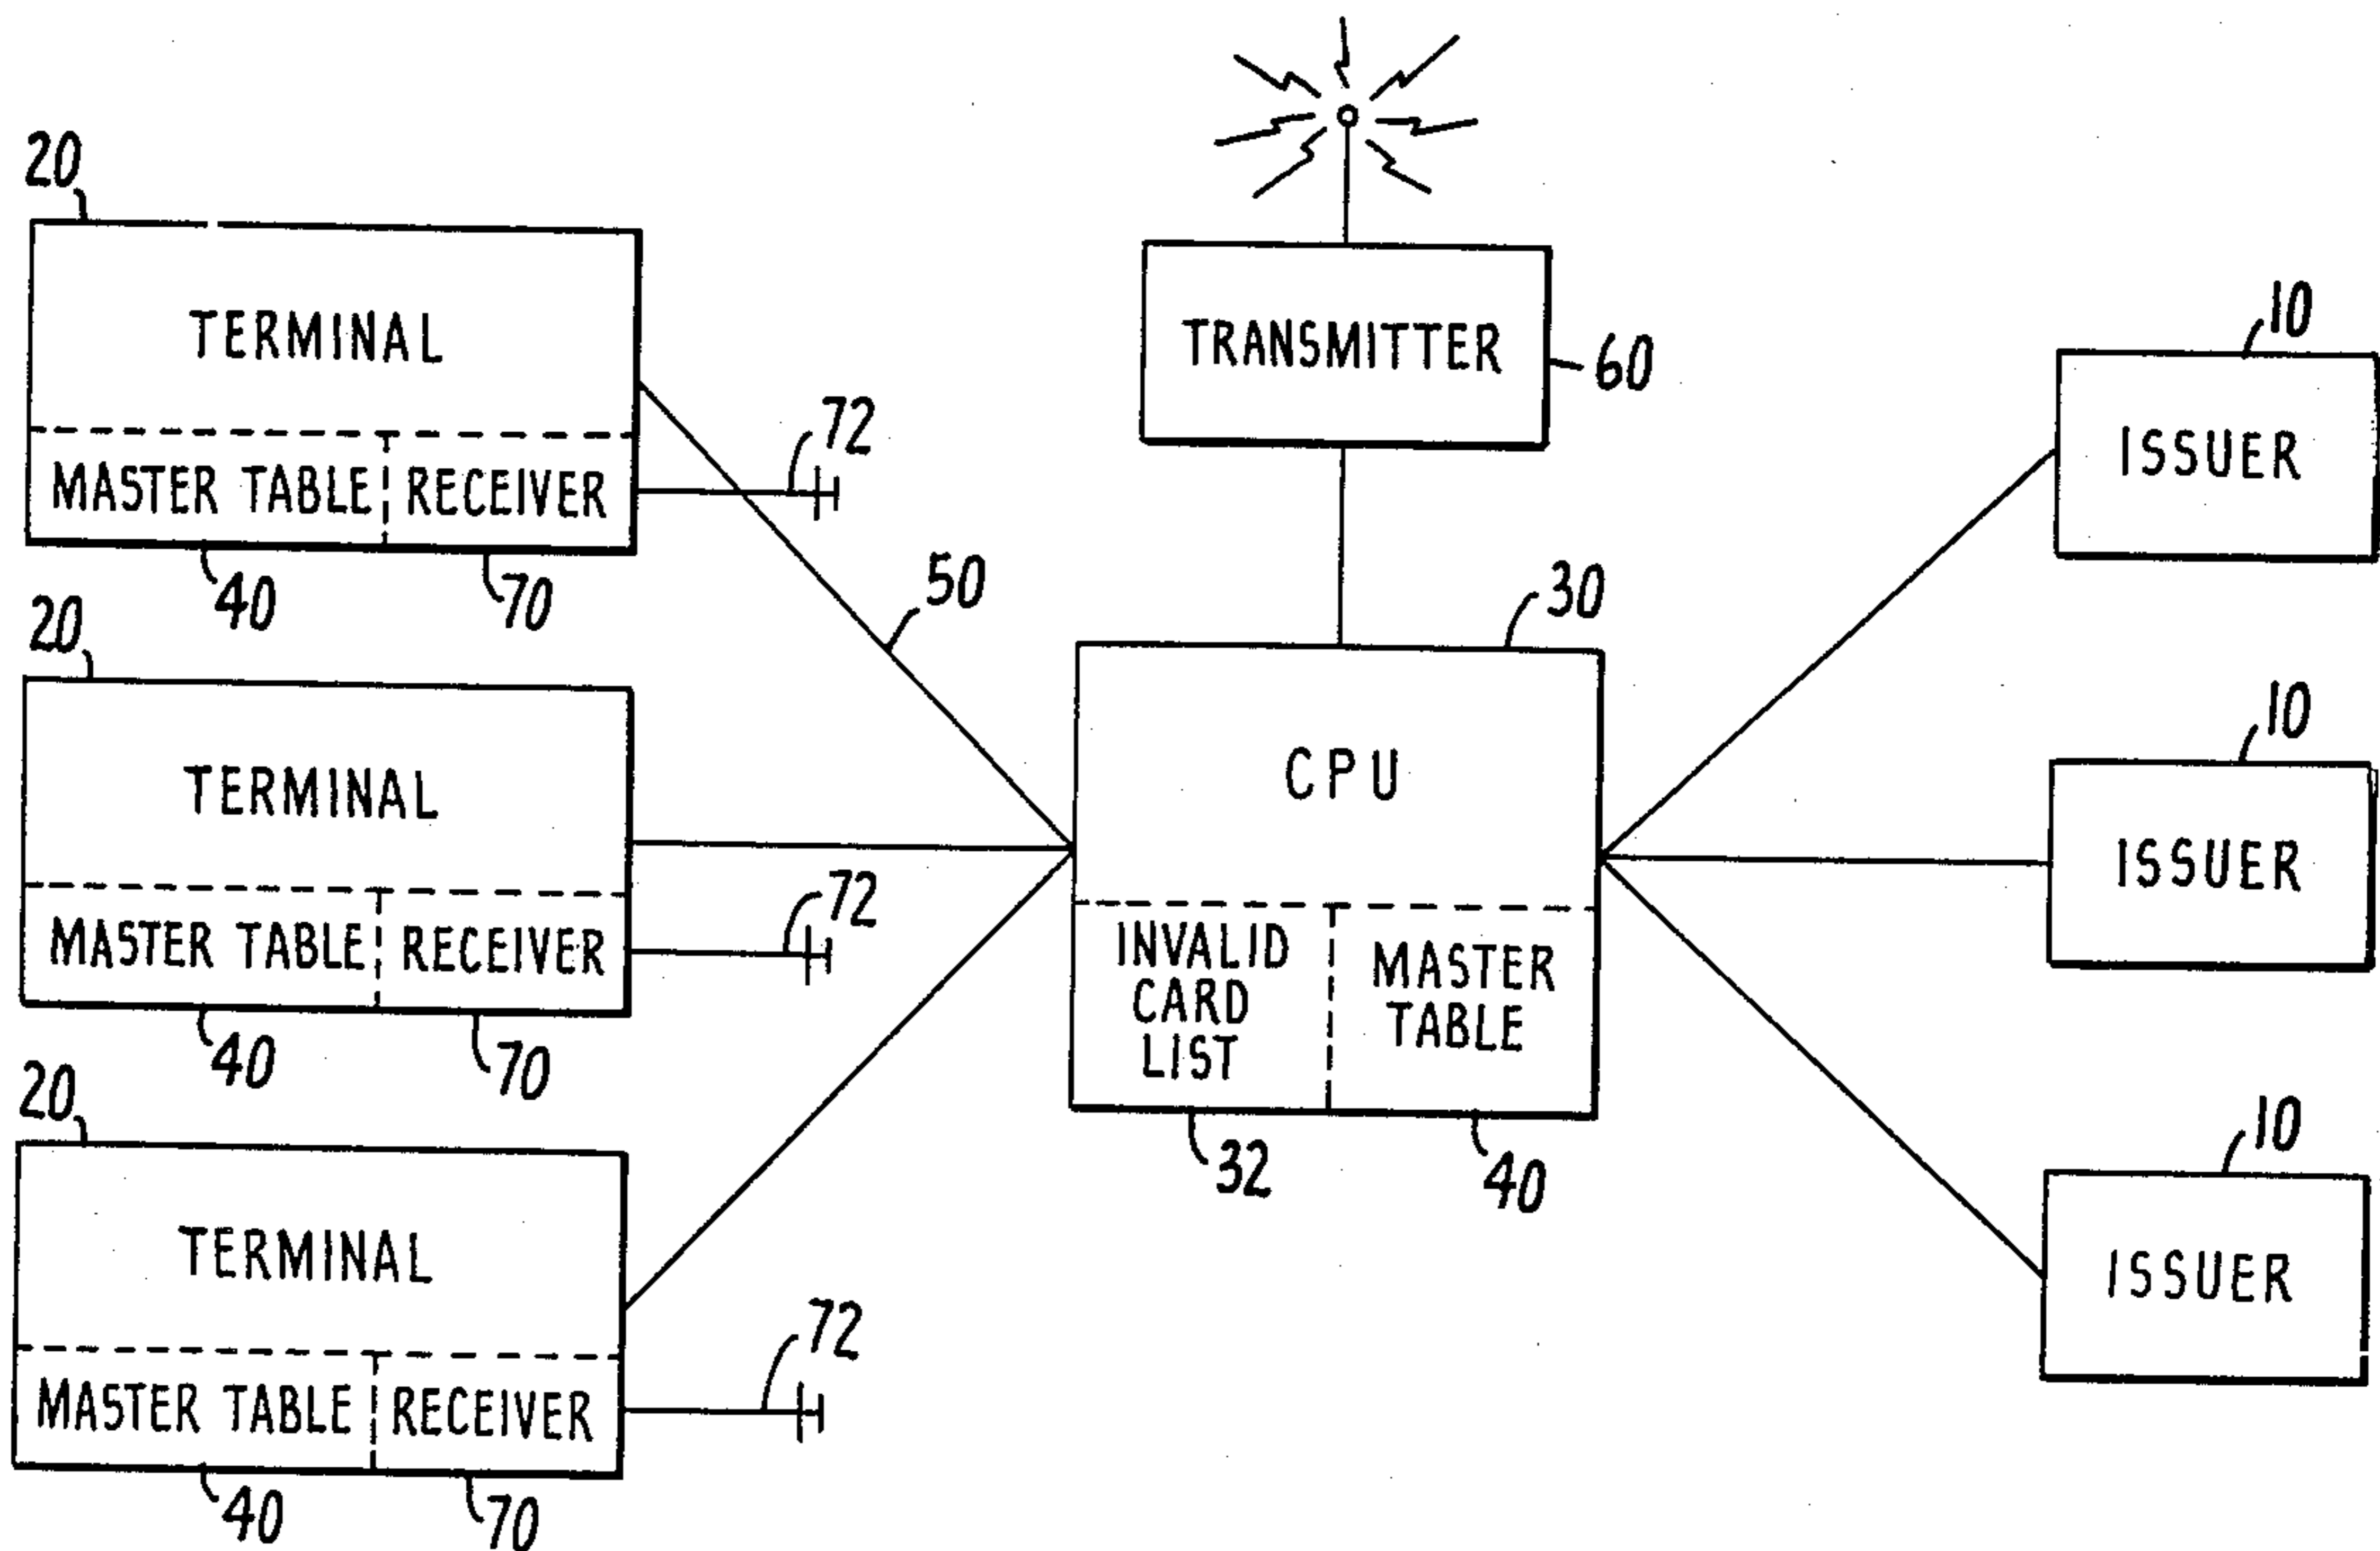 20
TERMINAL
MASTER TABLE
RECEIVER
40
70
72
50
20
TERMINAL
MASTER TABLE
RECEIVER
40
70
72
20
TERMINAL
MASTER TABLE
RECEIVER
40
70
72
TRANSMITTER
60
30
CPU
INVALID
CARD
LIST
MASTER
TABLE
32
40
10
ISSUER
10
ISSUER
10
ISSUER